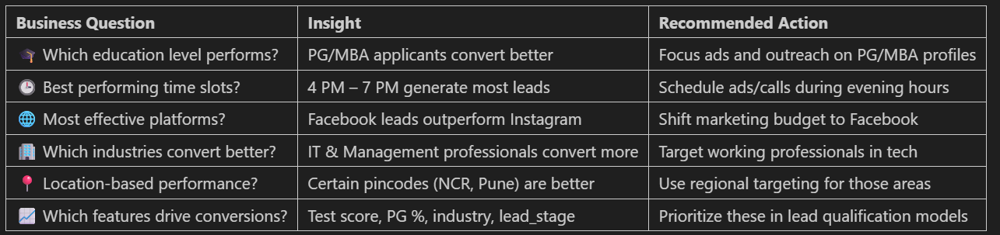 Business Question Insight Recommended Action
🎓 Which education level performs? PG/MBA applicants convert better Focus ads and outreach on PG/MBA profiles
🕒 Best performing time slots? 4 PM – 7 PM generate most leads Schedule ads/calls during evening hours
🌐 Most effective platforms? Facebook leads outperform Instagram Shift marketing budget to Facebook
🏢 Which industries convert better? IT & Management professionals convert more Target working professionals in tech
📍 Location-based performance? Certain pincodes (NCR, Pune) are better Use regional targeting for those areas
📈 Which features drive conversions? Test score, PG %, industry, lead_stage Prioritize these in lead qualification models